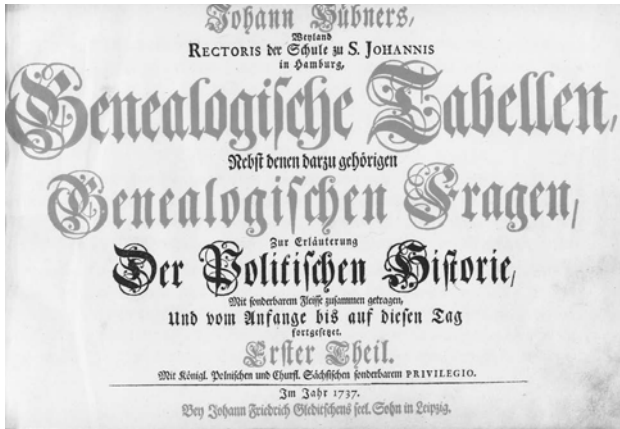 Johann Hübners,
Weyland
RECTORIS der Schule zu S. JOHANNIS
in Hamburg,
Genealogische Tabellen,
Nebst denen darzu gehörigen
Genealogischen Fragen,
Zur Erläuterung
Der Politischen Historie,
Mit sonderbarem Fleisse zusammen getragen,
Und vom Anfange bis auf diesen Tag
fortgesetzet.
Erster Theil.
Mit Königl. Polnischen und Churfl. Sächsischen sonderbarem PRIVILEGIO.
Im Jahr 1737.
Bey Johann Friedrich Gleditschens seel. Sohn in Leipzig.